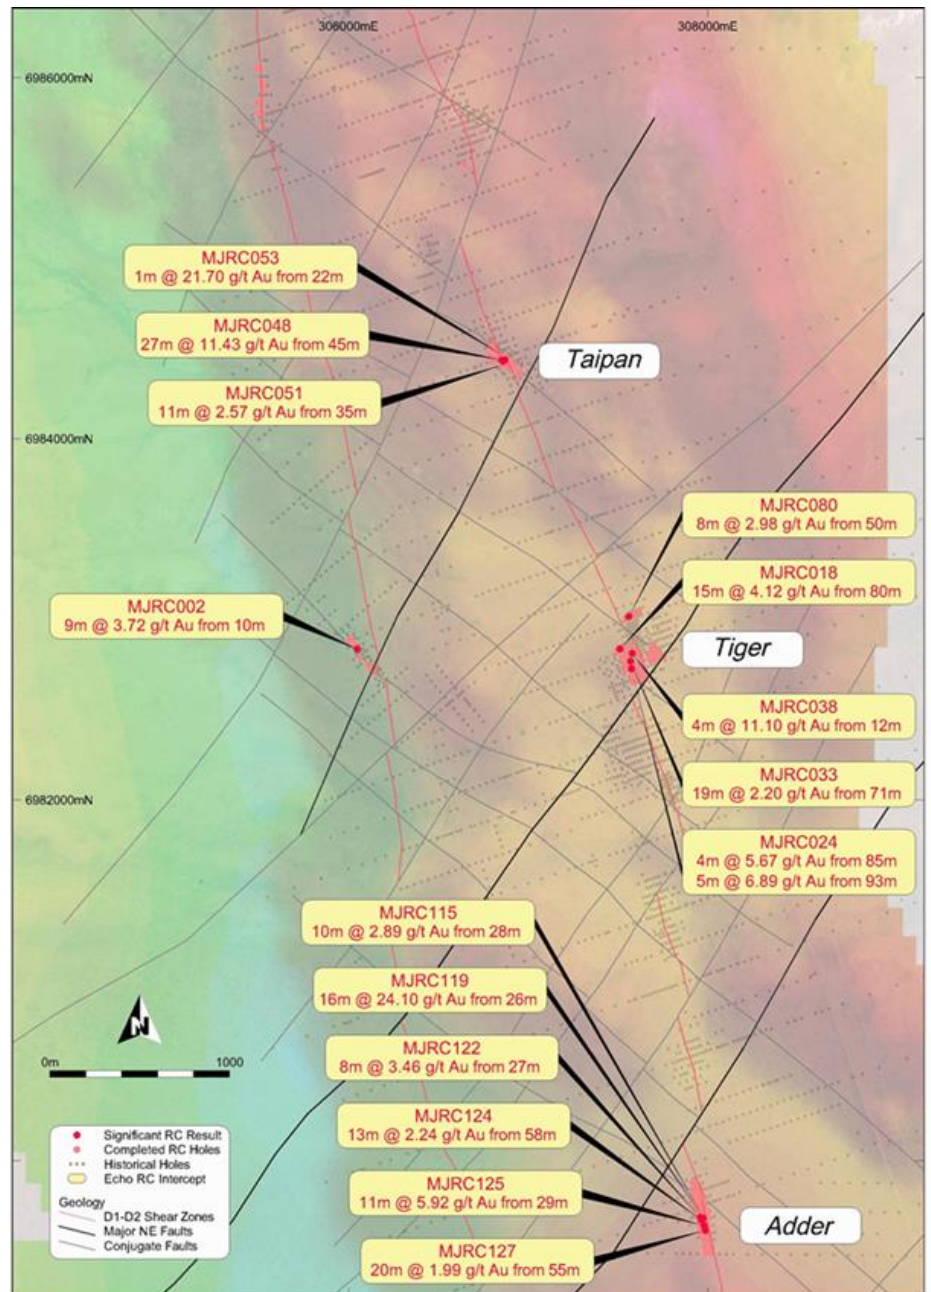 306000mE
308000mE
6986000mN
MJRC053
1m @ 21.70 g/t Au from 22m
MJRC048
27m @ 11.43 g/t Au from 45m
Taipan
MJRC051
11m @ 2.57 g/t Au from 35m
6984000mN
MJRC080
8m @ 2.98 g/t Au from 50m
MJRC018
15m @ 4.12 g/t Au from 80m
MJRC002
9m @ 3.72 g/t Au from 10m
Tiger
MJRC038
4m @ 11.10 g/t Au from 12m
MJRC033
19m @ 2.20 g/t Au from 71m
6982000mN
MJRC024
4m @ 5.67 g/t Au from 85m
5m @ 6.89 g/t Au from 93m
MJRC115
10m @ 2.89 g/t Au from 28m
MJRC119
16m @ 24.10 g/t Au from 26m
MJRC122
8m @ 3.46 g/t Au from 27m
MJRC124
13m @ 2.24 g/t Au from 58m
MJRC125
11m @ 5.92 g/t Au from 29m
Adder
MJRC127
20m @ 1.99 g/t Au from 55m
N
0m 1000
Significant RC Result
Completed RC Holes
Historical Holes
Echo RC Intercept
Geology
D1-D2 Shear Zones
Major NE Faults
Conjugate Faults